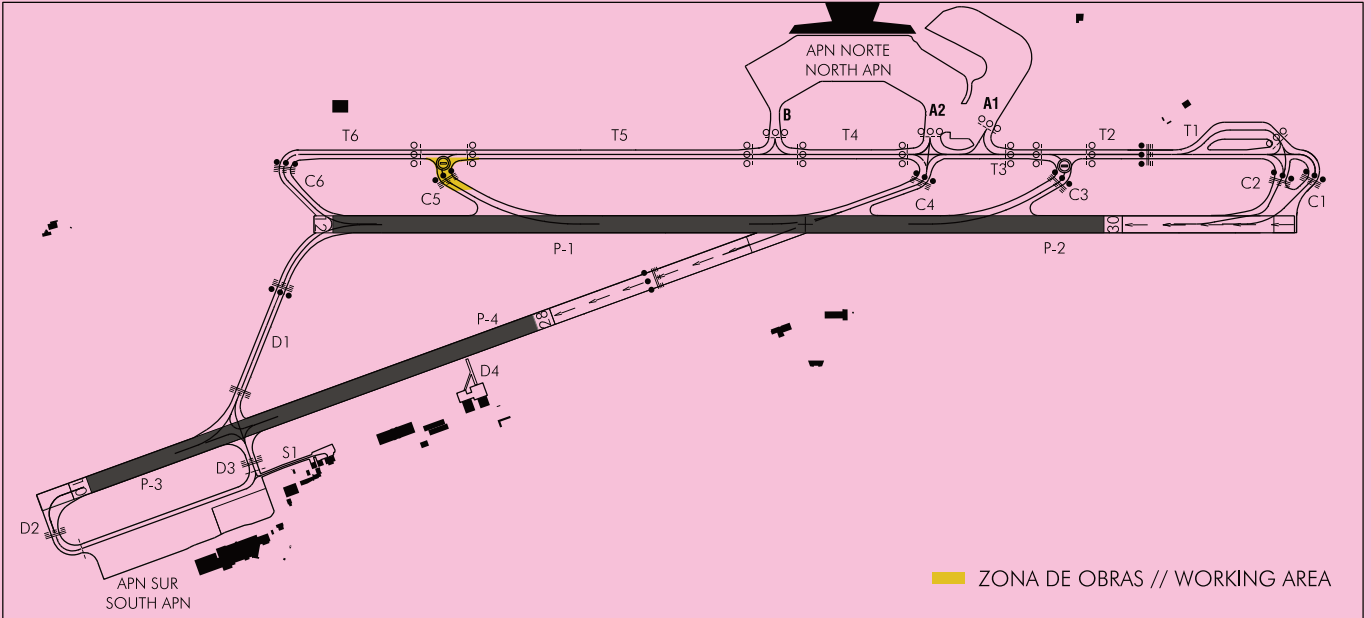 APN NORTE
NORTH APN
B
A2
A1
T6
T5
T4
T3
T2
T1
C6
C5
C4
C3
C2
C1
12
30
P-1
P-2
P-4
28
D1
D4
S1
D3
P-3
10
D2
APN SUR
SOUTH APN
ZONA DE OBRAS // WORKING AREA